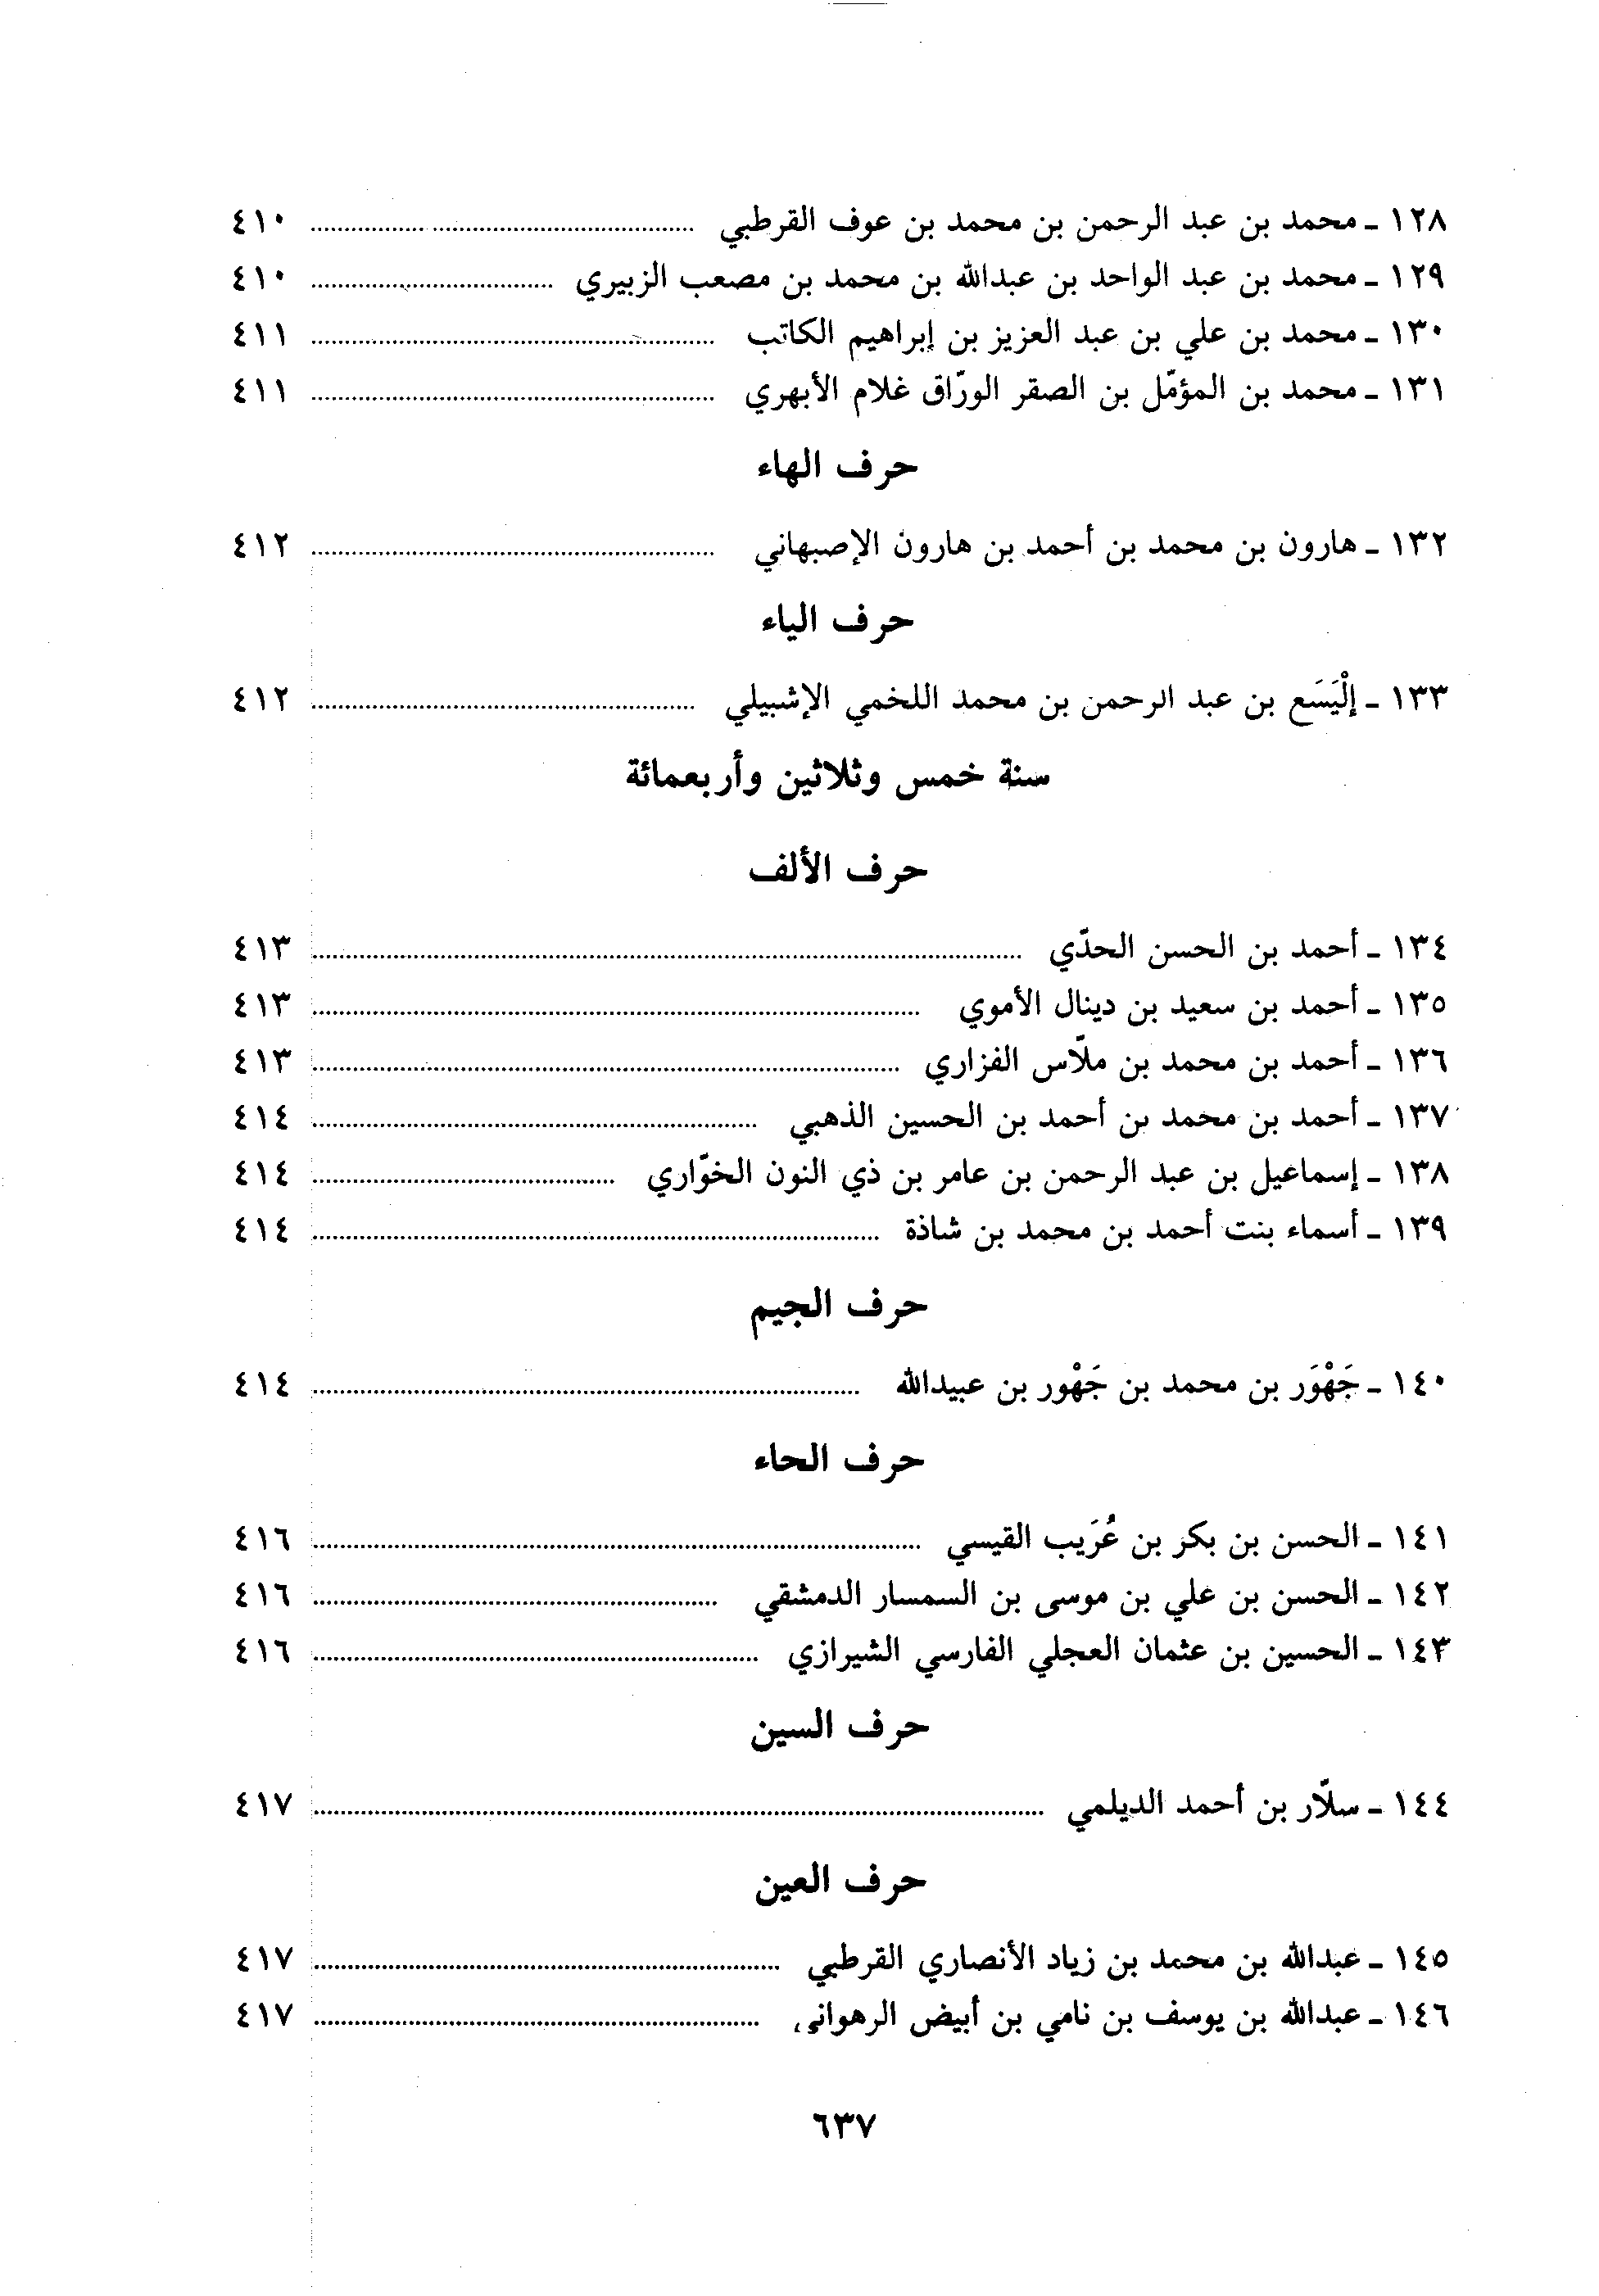 ١٢٨ - محمد بن عبد الرحمن بن محمد بن عوف القرطبي ........ ٤١٠
١٢٩ - محمد بن عبد الواحد بن عبدالله بن محمد بن مصعب الزبيري ........ ٤١٠
١٣٠ - محمد بن علي بن عبد العزيز بن إبراهيم الكاتب ........ ٤١١
١٣١ - محمد بن المؤمّل بن الصقر الورّاق غلام الأبهري ........ ٤١١
حرف الهاء
١٣٢ - هارون بن محمد بن أحمد بن هارون الإصبهاني ........ ٤١٢
حرف الياء
١٣٣ - إلْيَسَع بن عبد الرحمن بن محمد اللخمي الإشبيلي ........ ٤١٢
سنة خمس وثلاثين وأربعمائة
حرف الألف
١٣٤ - أحمد بن الحسن الحدّي ........ ٤١٣
١٣٥ - أحمد بن سعيد بن دينال الأموي ........ ٤١٣
١٣٦ - أحمد بن محمد بن ملّاس الفزاري ........ ٤١٣
١٣٧ - أحمد بن محمد بن أحمد بن الحسين الذهبي ........ ٤١٤
١٣٨ - إسماعيل بن عبد الرحمن بن عامر بن ذي النون الخوّاري ........ ٤١٤
١٣٩ - أسماء بنت أحمد بن محمد بن شاذة ........ ٤١٤
حرف الجيم
١٤٠ - جَهْوَر بن محمد بن جَهْور بن عبيدالله ........ ٤١٤
حرف الحاء
١٤١ - الحسن بن بكر بن عُرَيب القيسي ........ ٤١٦
١٤٢ - الحسن بن علي بن موسى بن السمسار الدمشقي ........ ٤١٦
١٤٣ - الحسين بن عثمان العجلي الفارسي الشيرازي ........ ٤١٦
حرف السين
١٤٤ - سلّار بن أحمد الديلمي ........ ٤١٧
حرف العين
١٤٥ - عبدالله بن محمد بن زياد الأنصاري القرطبي ........ ٤١٧
١٤٦ - عبدالله بن يوسف بن نامي بن أبيض الرهواني ........ ٤١٧
٦٣٧